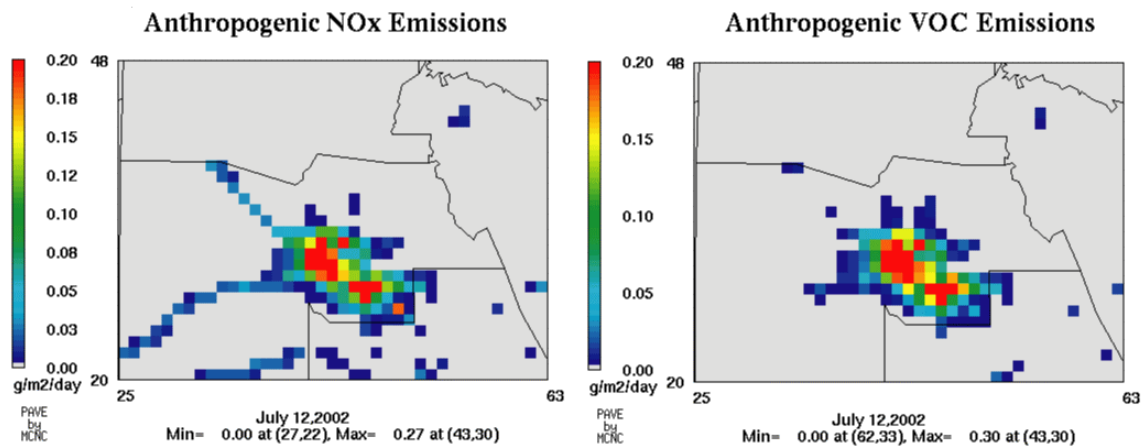 Anthropogenic NOx Emissions
0.20
0.18
0.15
0.13
0.10
0.08
0.05
0.03
0.00
g/m2/day
48
20
25
63
PAVE
by
MCNC
July 12,2002
Min= 0.00 at (27,22), Max= 0.27 at (43,30)
Anthropogenic VOC Emissions
0.20
0.15
0.10
0.05
0.00
g/m2/day
48
20
25
63
PAVE
by
MCNC
July 12,2002
Min= 0.00 at (62,33), Max= 0.30 at (43,30)